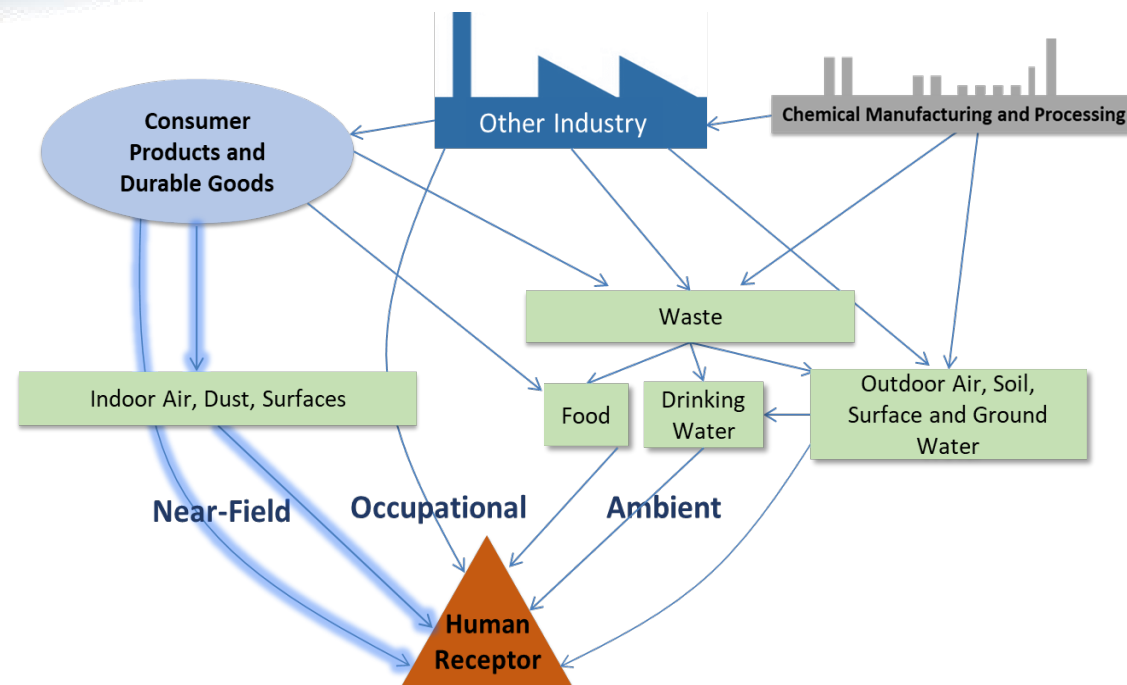 Consumer
Products and
Durable Goods
Other Industry
Chemical Manufacturing and Processing
Waste
Indoor Air, Dust, Surfaces
Food
Drinking
Water
Outdoor Air, Soil,
Surface and Ground
Water
Near-Field
Occupational
Ambient
Human
Receptor